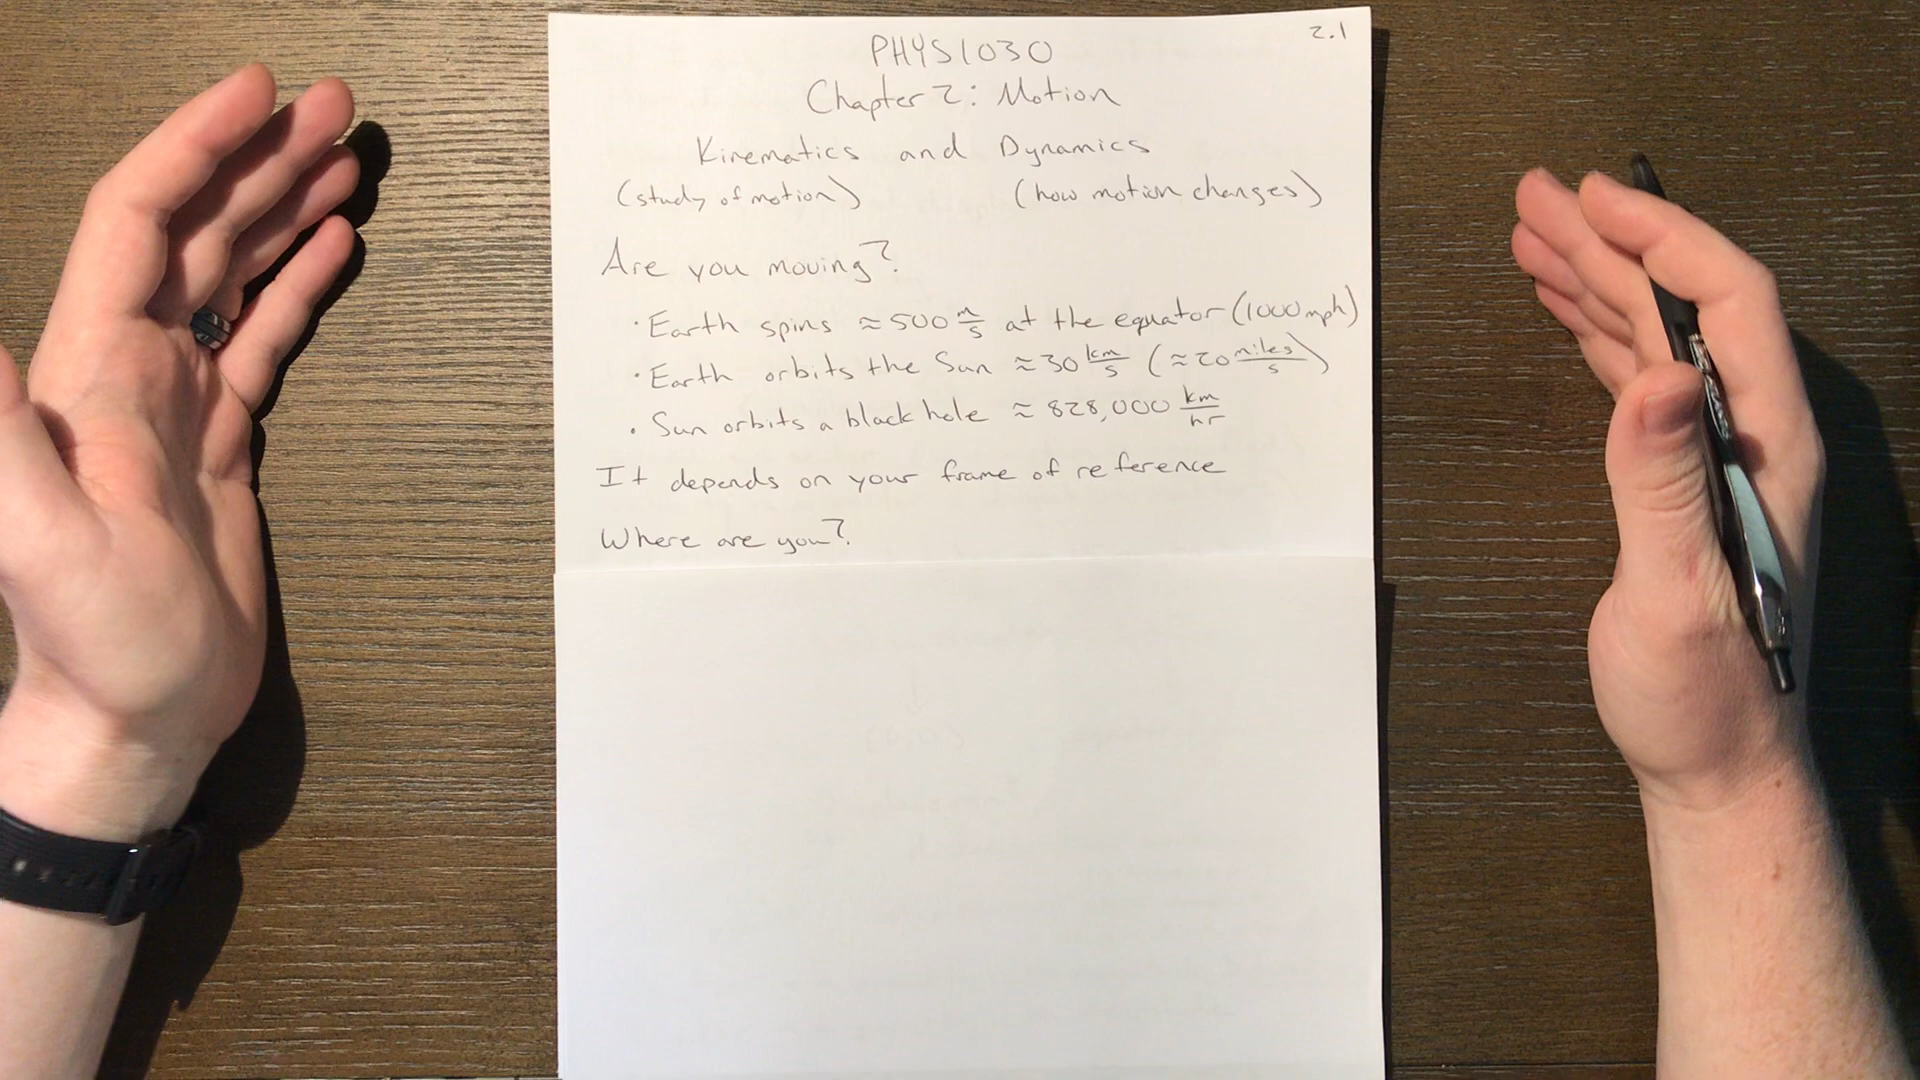 2.1
PHYS1030
Chapter 2: Motion
Kinematics and Dynamics
(study of motion) (how motion changes)
Are you moving?
· Earth spins ≈ 500 m/s at the equator (1000 mph)
· Earth orbits the Sun ≈ 30 km/s (≈ 20 miles/s)
· Sun orbits a black hole ≈ 828,000 km/hr
It depends on your frame of reference
Where are you?